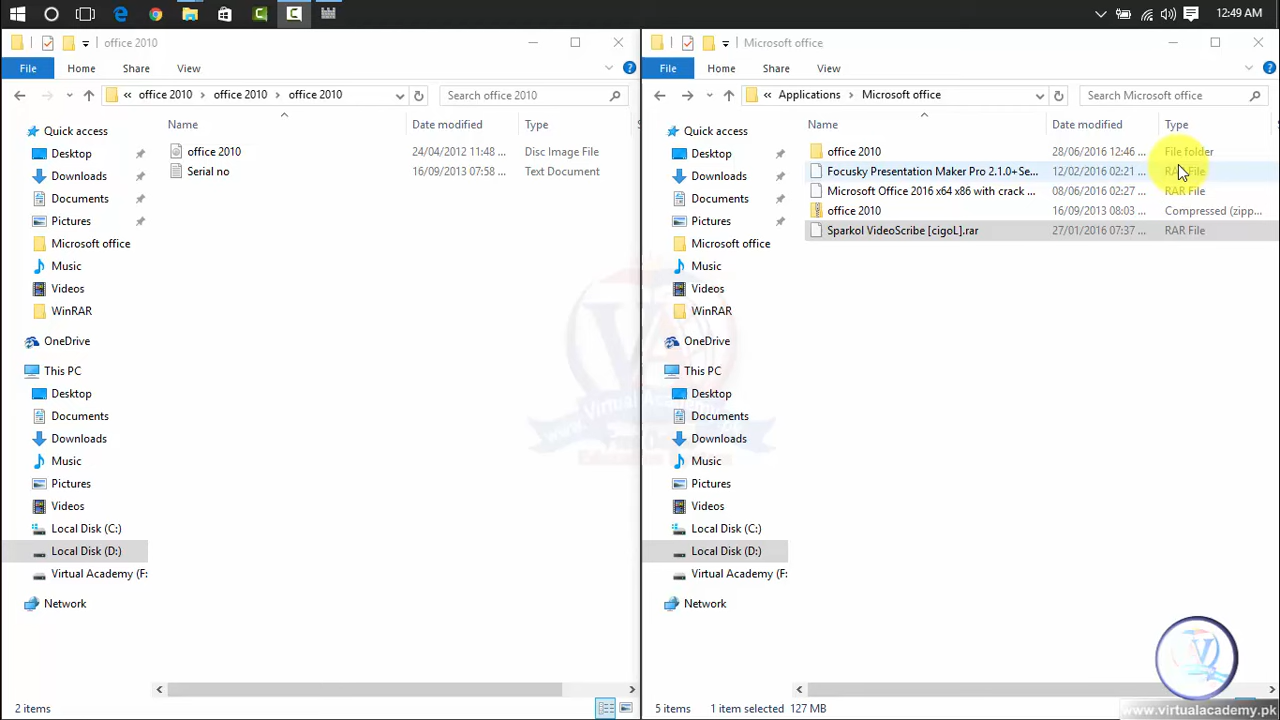 12:49 AM
office 2010
File Home Share View
« office 2010 > office 2010 > office 2010
Search office 2010
Name Date modified Type
office 2010 24/04/2012 11:48 ... Disc Image File
Serial no 16/09/2013 07:58 ... Text Document
Quick access
Desktop
Downloads
Documents
Pictures
Microsoft office
Music
Videos
WinRAR
OneDrive
This PC
Desktop
Documents
Downloads
Music
Pictures
Videos
Local Disk (C:)
Local Disk (D:)
Virtual Academy (F:
Network
2 items
Microsoft office
File Home Share View
« Applications > Microsoft office
Search Microsoft office
Name Date modified Type
office 2010 28/06/2016 12:46 ... File folder
Focusky Presentation Maker Pro 2.1.0+Se... 12/02/2016 02:21 ... RAR File
Microsoft Office 2016 x64 x86 with crack ... 08/06/2016 02:27 ... RAR File
office 2010 16/09/2013 08:03 ... Compressed (zipp...
Sparkol VideoScribe [cigoL].rar 27/01/2016 07:37 ... RAR File
Quick access
Desktop
Downloads
Documents
Pictures
Microsoft office
Music
Videos
WinRAR
OneDrive
This PC
Desktop
Documents
Downloads
Music
Pictures
Videos
Local Disk (C:)
Local Disk (D:)
Virtual Academy (F:
Network
5 items 1 item selected 127 MB
www.virtualacademy.pk